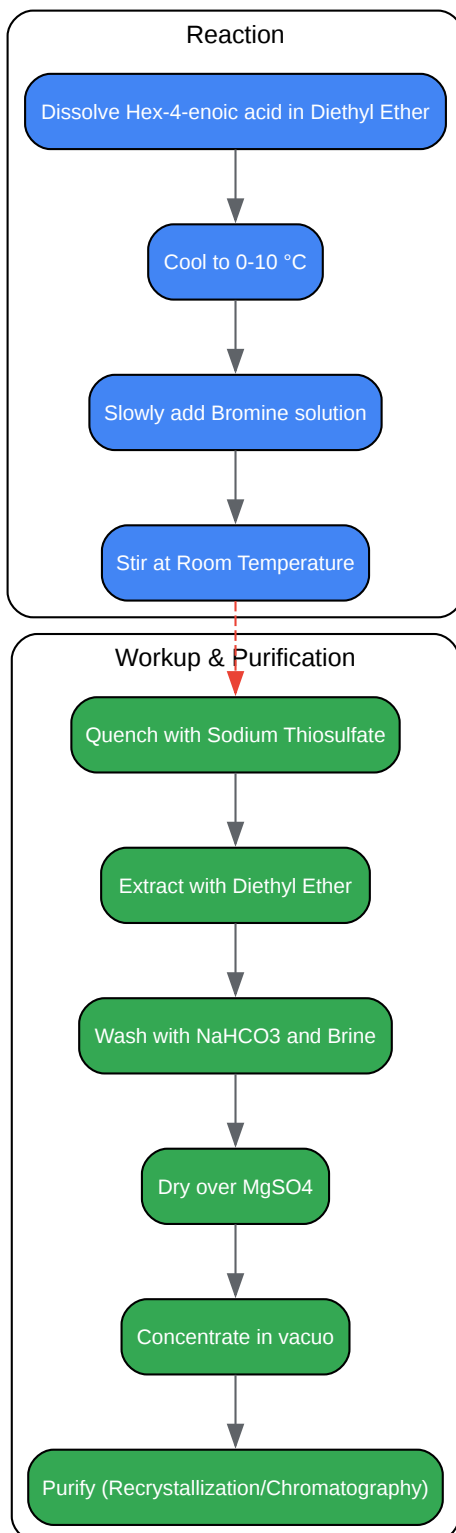 Reaction
Dissolve Hex-4-enoic acid in Diethyl Ether
Cool to 0-10 °C
Slowly add Bromine solution
Stir at Room Temperature
Workup & Purification
Quench with Sodium Thiosulfate
Extract with Diethyl Ether
Wash with NaHCO3 and Brine
Dry over MgSO4
Concentrate in vacuo
Purify (Recrystallization/Chromatography)